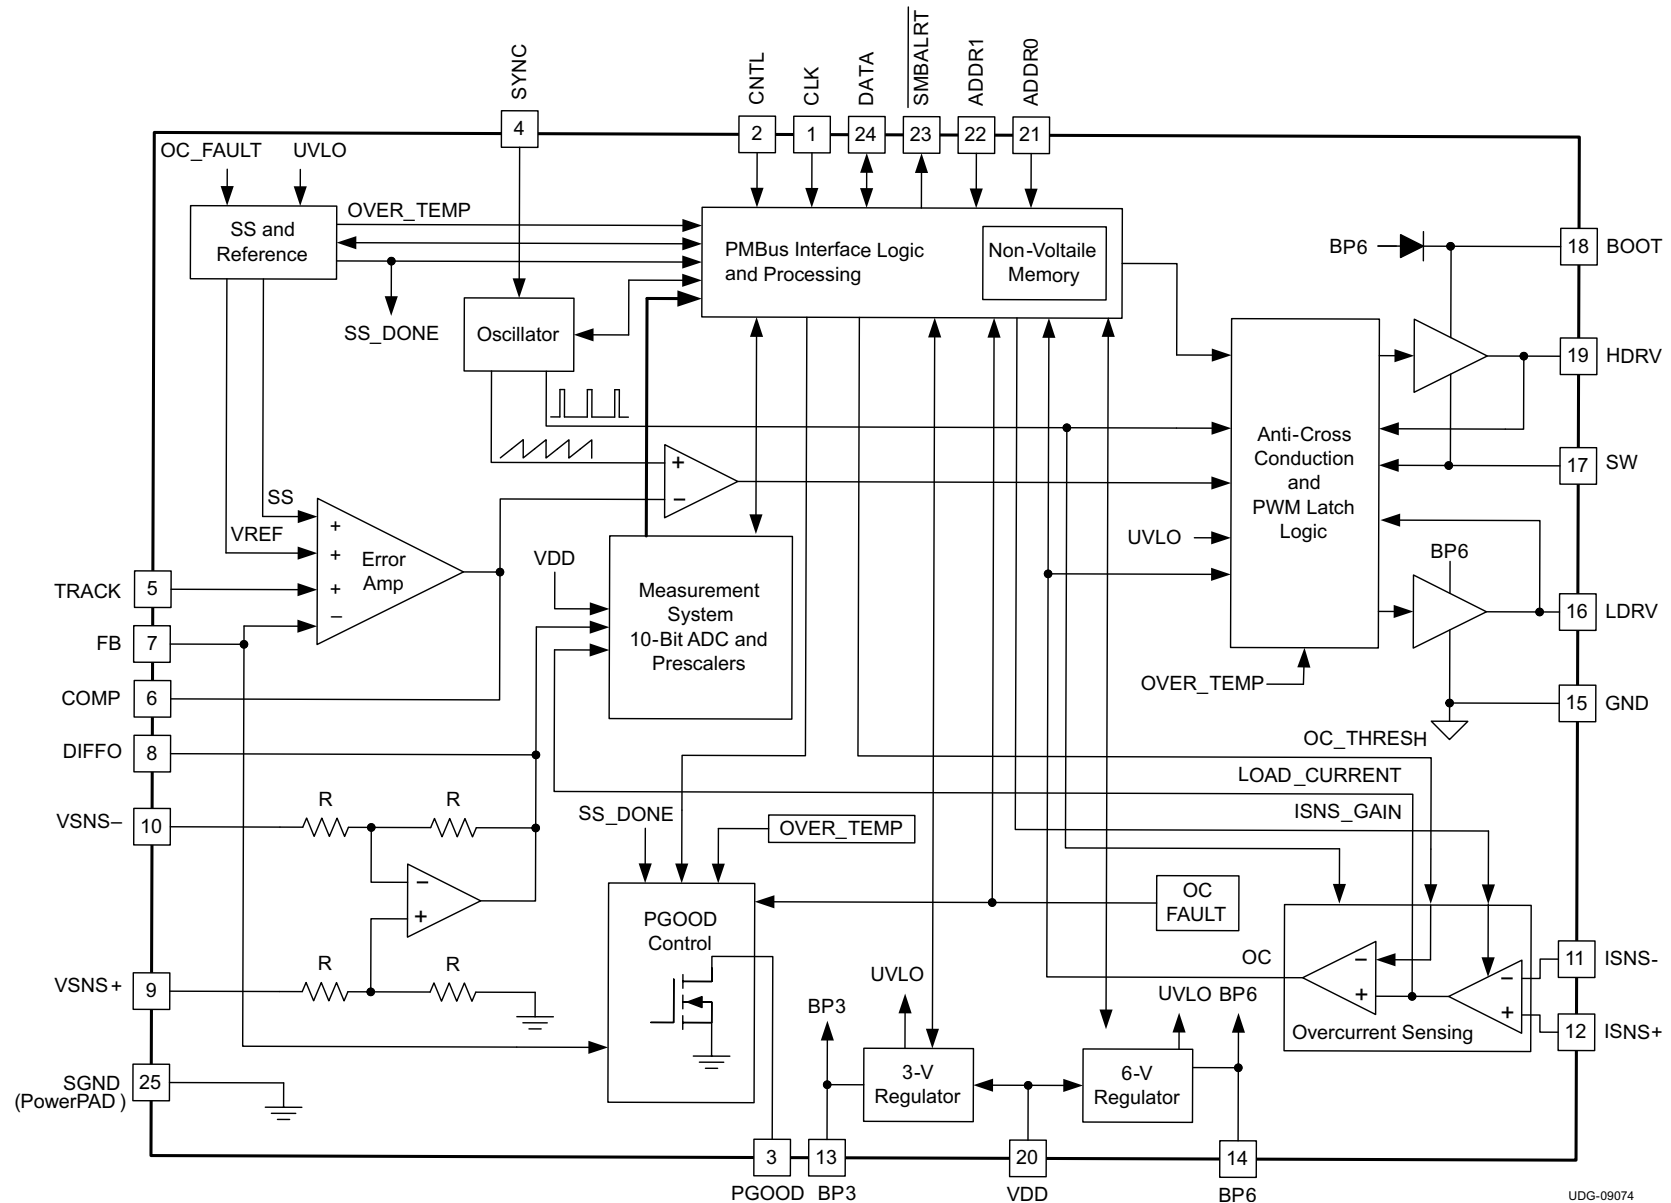 SYNC
CNTL
CLK
DATA
SMBALRT
ADDR1
ADDR0
4
2
1
24
23
22
21
OC_FAULT
UVLO
SS and
Reference
OVER_TEMP
SS_DONE
PMBus Interface Logic
and Processing
Non-Voltaile
Memory
Oscillator
BP6
18
BOOT
19
HDRV
17
SW
Anti-Cross
Conduction
and
PWM Latch
Logic
UVLO
BP6
16
LDRV
OVER_TEMP
15
GND
+
−
SS
VREF
+
+
+
−
Error
Amp
TRACK
5
FB
7
COMP
6
DIFFO
8
VDD
Measurement
System
10-Bit ADC and
Prescalers
OC_THRESH
LOAD_CURRENT
ISNS_GAIN
VSNS−
10
R
R
−
+
VSNS+
9
R
R
SS_DONE
OVER_TEMP
PGOOD
Control
OC
FAULT
OC
−
+
−
+
Overcurrent Sensing
11
ISNS-
12
ISNS+
UVLO
BP3
UVLO
BP6
3-V
Regulator
6-V
Regulator
SGND
(PowerPAD)
25
3
13
20
14
PGOOD
BP3
VDD
BP6
UDG-09074